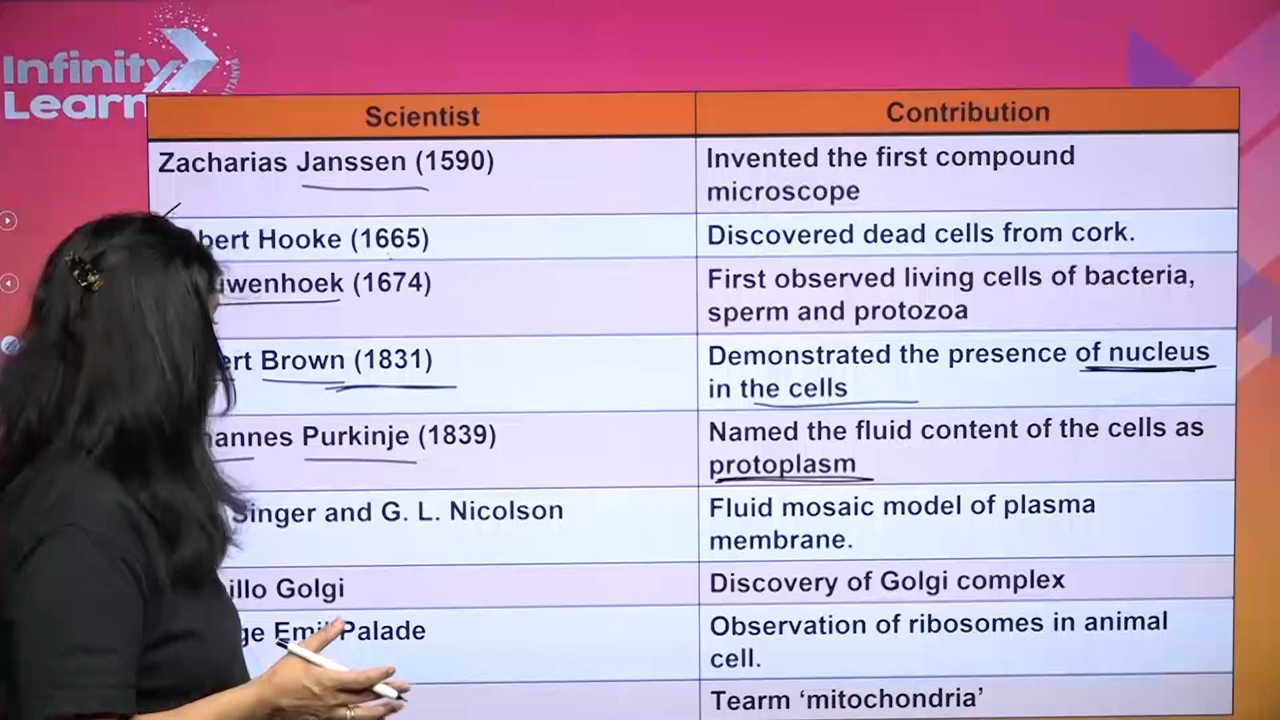 Infinity
Learn
Scientist
Contribution
Zacharias Janssen (1590)
Invented the first compound
microscope
bert Hooke (1665)
Discovered dead cells from cork.
uwenhoek (1674)
First observed living cells of bacteria,
sperm and protozoa
ert Brown (1831)
Demonstrated the presence of nucleus
in the cells
hannes Purkinje (1839)
Named the fluid content of the cells as
protoplasm
Singer and G. L. Nicolson
Fluid mosaic model of plasma
membrane.
illo Golgi
Discovery of Golgi complex
ge Emil Palade
Observation of ribosomes in animal
cell.
Tearm ‘mitochondria’